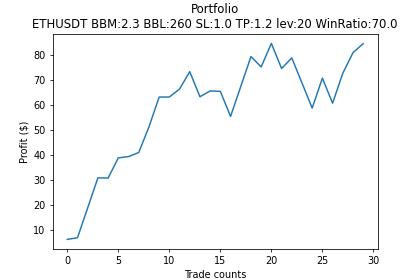 Portfolio
ETHUSDT BBM:2.3 BBL:260 SL:1.0 TP:1.2 lev:20 WinRatio:70.0
80
70
60
50
40
30
20
10
Profit ($)
0 5 10 15 20 25 30
Trade counts